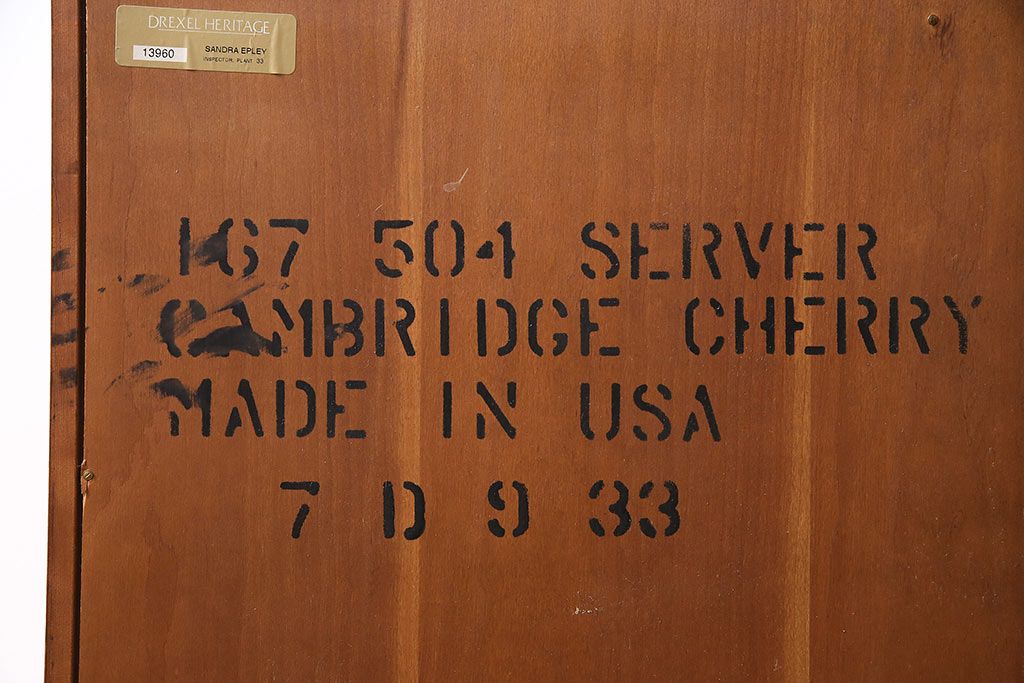 DREXEL HERITAGE
13960
SANDRA EPLEY
INSPECTOR, PLANT 33
167 504 SERVER
CAMBRIDGE CHERRY
MADE IN USA
7 D 9 33